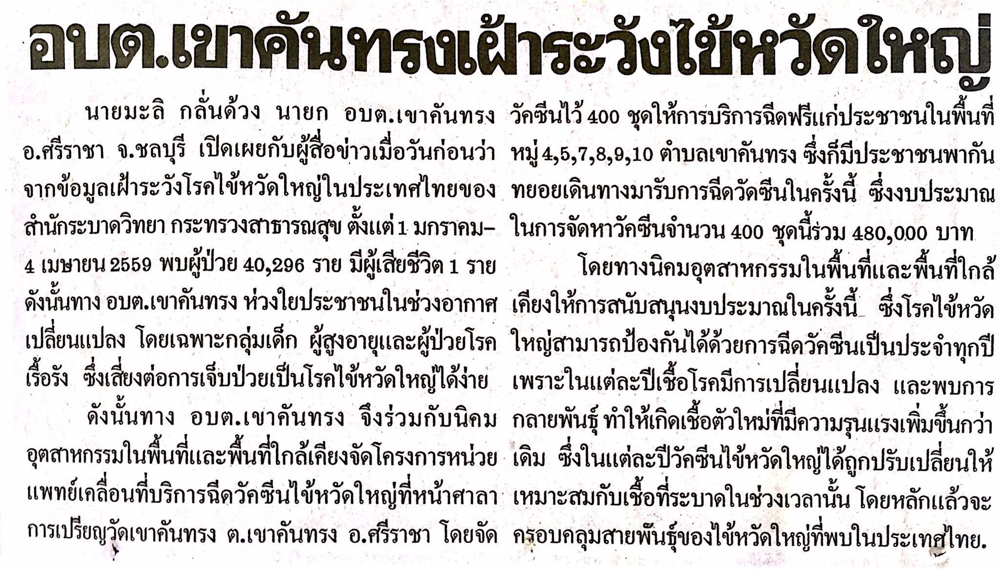 อบต.เขาคันทรงเฝ้าระวังไข้หวัดใหญ่
นายมะลิ กลั่นด้วง นายก อบต.เขาคันทรง
อ.ศรีราชา จ.ชลบุรี เปิดเผยกับผู้สื่อข่าวเมื่อวันก่อนว่า
จากข้อมูลเฝ้าระวังโรคไข้หวัดใหญ่ในประเทศไทยของ
สำนักระบาดวิทยา กระทรวงสาธารณสุข ตั้งแต่ 1 มกราคม-
4 เมษายน 2559 พบผู้ป่วย 40,296 ราย มีผู้เสียชีวิต 1 ราย
ดังนั้นทาง อบต.เขาคันทรง ห่วงใยประชาชนในช่วงอากาศ
เปลี่ยนแปลง โดยเฉพาะกลุ่มเด็ก ผู้สูงอายุและผู้ป่วยโรค
เรื้อรัง ซึ่งเสี่ยงต่อการเจ็บป่วยเป็นโรคไข้หวัดใหญ่ได้ง่าย
ดังนั้นทาง อบต.เขาคันทรง จึงร่วมกับนิคม
อุตสาหกรรมในพื้นที่และพื้นที่ใกล้เคียงจัดโครงการหน่วย
แพทย์เคลื่อนที่บริการฉีดวัคซีนไข้หวัดใหญ่ที่หน้าศาลา
การเปรียญวัดเขาคันทรง ต.เขาคันทรง อ.ศรีราชา โดยจัด
วัคซีนไว้ 400 ชุดให้การบริการฉีดฟรีแก่ประชาชนในพื้นที่
หมู่ 4,5,7,8,9,10 ตำบลเขาคันทรง ซึ่งก็มีประชาชนพากัน
ทยอยเดินทางมารับการฉีดวัดซีนในครั้งนี้ ซึ่งงบประมาณ
ในการจัดหาวัคซีนจำนวน 400 ชุดนี้ร่วม 480,000 บาท
โดยทางนิคมอุตสาหกรรมในพื้นที่และพื้นที่ใกล้
เคียงให้การสนับสนุนงบประมาณในครั้งนี้ ซึ่งโรคไข้หวัด
ใหญ่สามารถป้องกันได้ด้วยการฉีดวัคซีนเป็นประจำทุกปี
เพราะในแต่ละปีเชื้อโรคมีการเปลี่ยนแปลง และพบการ
กลายพันธุ์ ทำให้เกิดเชื้อตัวใหม่ที่มีความรุนแรงเพิ่มขึ้นกว่า
เดิม ซึ่งในแต่ละปีวัคซีนไข้หวัดใหญ่ได้ถูกปรับเปลี่ยนให้
เหมาะสมกับเชื้อที่ระบาดในช่วงเวลานั้น โดยหลักแล้วจะ
ครอบคลุมสายพันธุ์ของไข้หวัดใหญ่ที่พบในประเทศไทย.